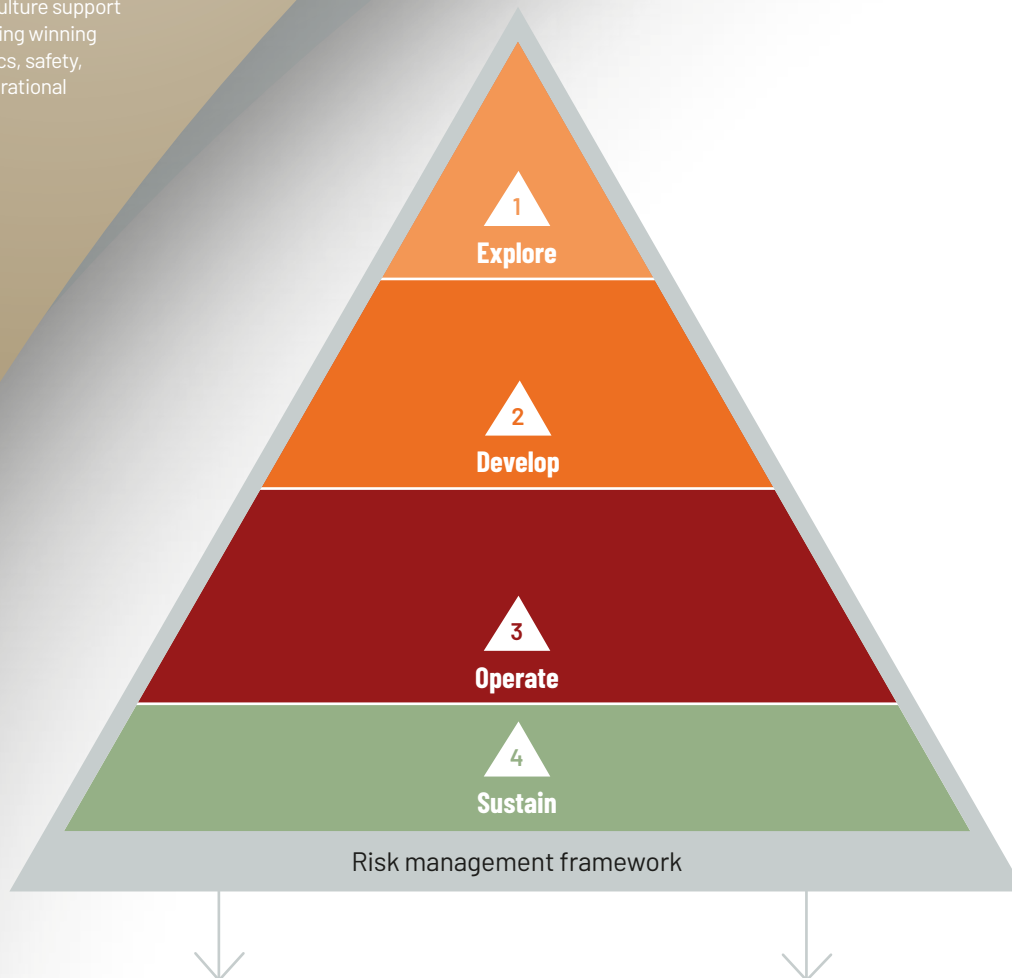 ulture support
ing winning
cs, safety,
rational
1
Explore
2
Develop
3
Operate
4
Sustain
Risk management framework